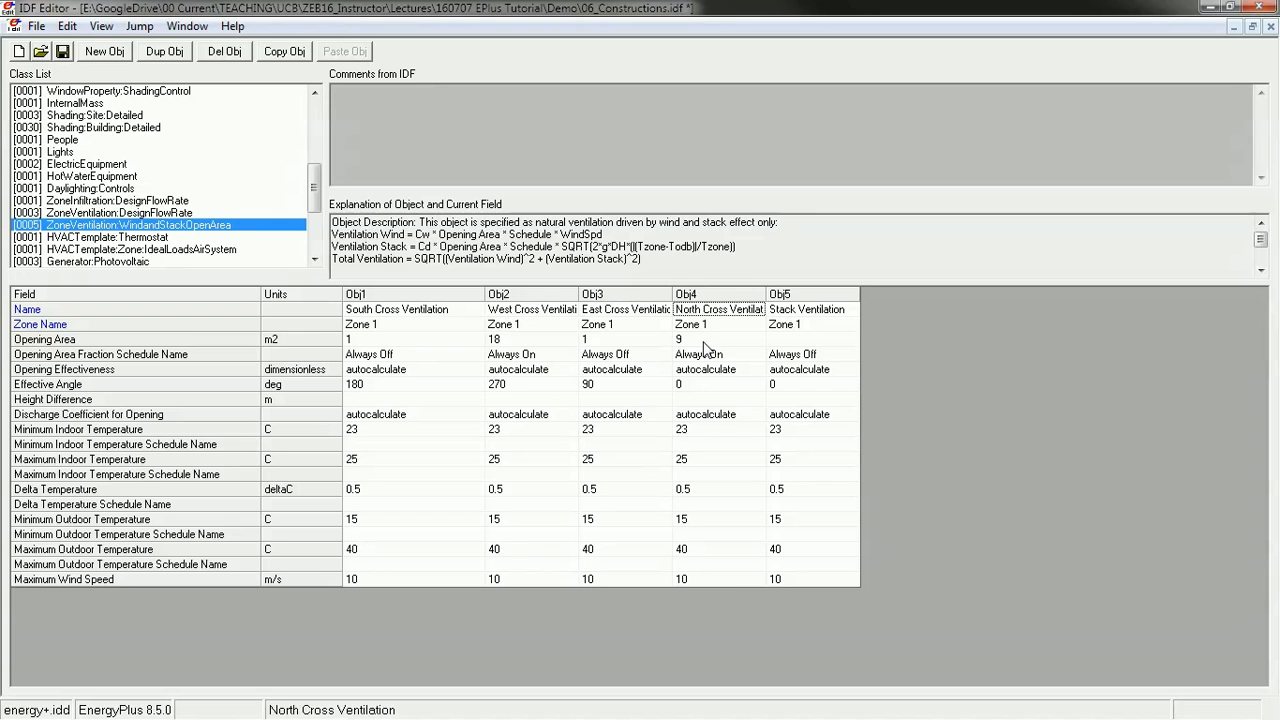 IDF Editor - [E:\GoogleDrive\00 Current\TEACHING\UCB\ZEB16_Instructor\Lectures\160707 EPlus Tutorial\Demo\06_Constructions.idf *]
File Edit View Jump Window Help
New Obj Dup Obj Del Obj Copy Obj Paste Obj
Class List
Comments from IDF
[0001] WindowProperty:ShadingControl
[0001] InternalMass
[0003] Shading:Site:Detailed
[0030] Shading:Building:Detailed
[0001] People
[0001] Lights
[0002] ElectricEquipment
[0001] HotWaterEquipment
[0001] Daylighting:Controls
[0001] ZoneInfiltration:DesignFlowRate
[0003] ZoneVentilation:DesignFlowRate
[0005] ZoneVentilation:WindandStackOpenArea
[0001] HVACTemplate:Thermostat
[0001] HVACTemplate:Zone:IdealLoadsAirSystem
[0003] Generator:Photovoltaic
Explanation of Object and Current Field
Object Description: This object is specified as natural ventilation driven by wind and stack effect only:
Ventilation Wind = Cw * Opening Area * Schedule * WindSpd
Ventilation Stack = Cd * Opening Area * Schedule * SQRT(2*g*DH*(|(Tzone-Todb)|/Tzone))
Total Ventilation = SQRT((Ventilation Wind)^2 + (Ventilation Stack)^2)
Field Units Obj1 Obj2 Obj3 Obj4 Obj5
Name South Cross Ventilation West Cross Ventilati East Cross Ventilatic North Cross Ventilat Stack Ventilation
Zone Name Zone 1 Zone 1 Zone 1 Zone 1 Zone 1
Opening Area m2 1 18 1 9
Opening Area Fraction Schedule Name Always Off Always On Always Off Always On Always Off
Opening Effectiveness dimensionless autocalculate autocalculate autocalculate autocalculate autocalculate
Effective Angle deg 180 270 90 0 0
Height Difference m
Discharge Coefficient for Opening autocalculate autocalculate autocalculate autocalculate autocalculate
Minimum Indoor Temperature C 23 23 23 23 23
Minimum Indoor Temperature Schedule Name
Maximum Indoor Temperature C 25 25 25 25 25
Maximum Indoor Temperature Schedule Name
Delta Temperature deltaC 0.5 0.5 0.5 0.5 0.5
Delta Temperature Schedule Name
Minimum Outdoor Temperature C 15 15 15 15 15
Minimum Outdoor Temperature Schedule Name
Maximum Outdoor Temperature C 40 40 40 40 40
Maximum Outdoor Temperature Schedule Name
Maximum Wind Speed m/s 10 10 10 10 10
energy+.idd EnergyPlus 8.5.0 North Cross Ventilation